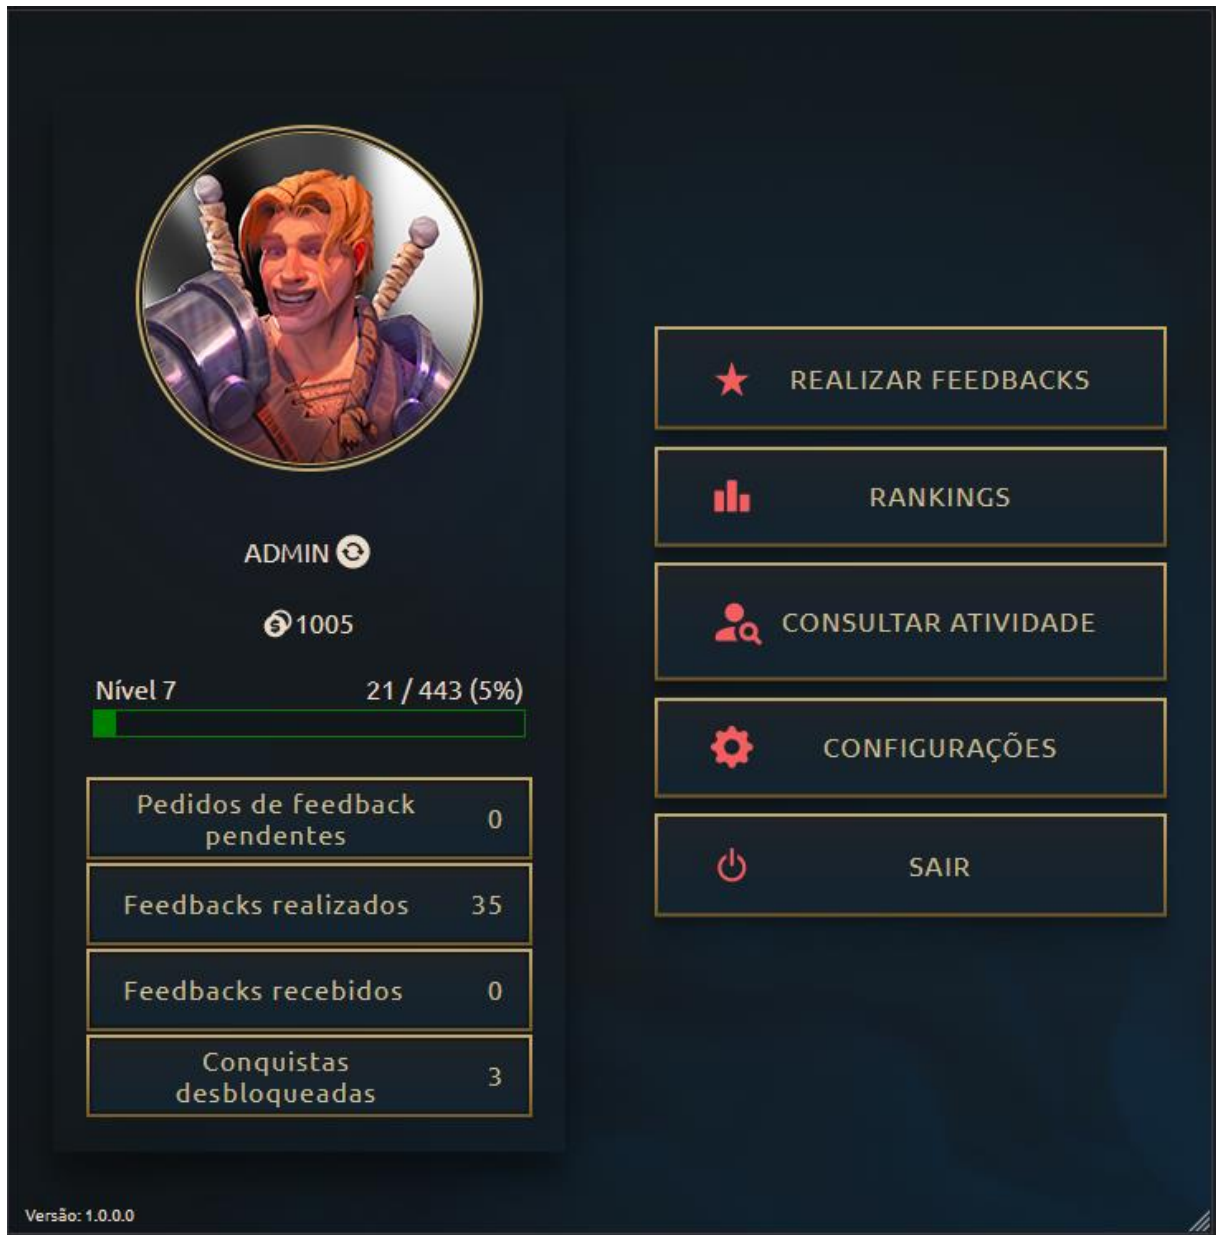 ADMIN
1005
Nível 7 21 / 443 (5%)
Pedidos de feedback
pendentes 0
Feedbacks realizados 35
Feedbacks recebidos 0
Conquistas
desbloqueadas 3
REALIZAR FEEDBACKS
RANKINGS
CONSULTAR ATIVIDADE
CONFIGURAÇÕES
SAIR
Versão: 1.0.0.0